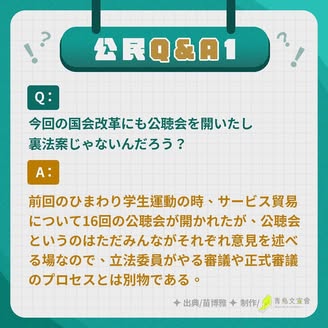 公民Q&A1
Q:
今回の国会改革にも公聴会を開いたし
裏法案じゃないんだろう？
A:
前回のひまわり学生運動の時、サービス貿易
について16回の公聴会が開かれたが、公聴会
というのはただみんながそれぞれ意見を述べ
る場なので、立法委員がやる審議や正式審議
のプロセスとは別物である。
出典/苗博雅 制作/青鳥文宣會